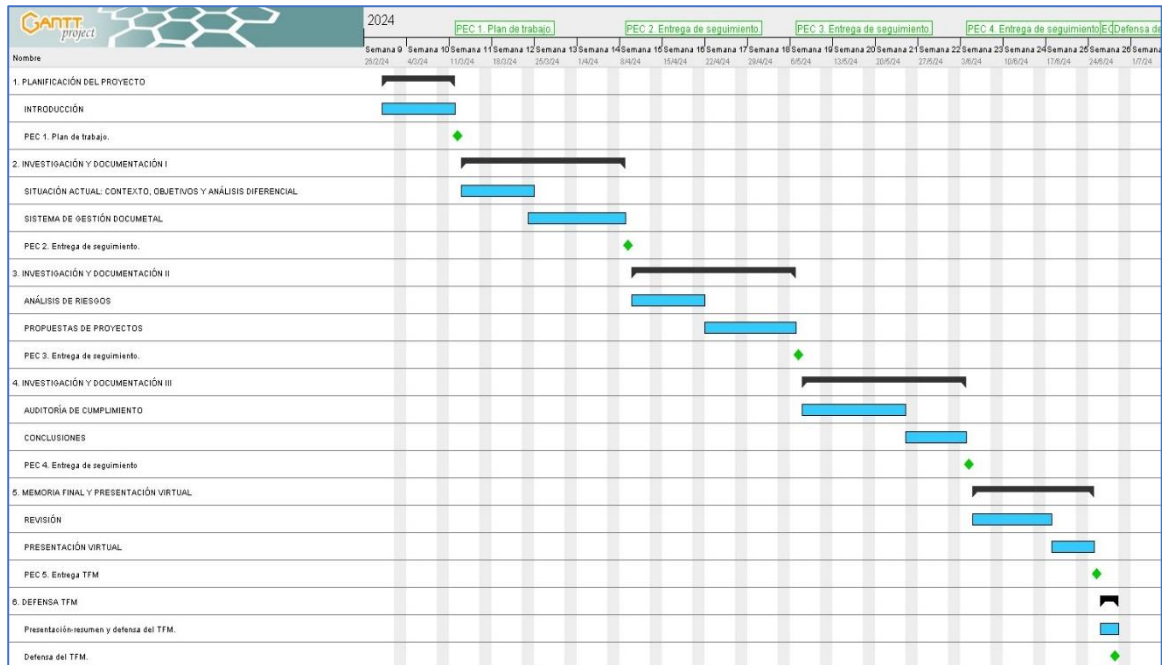 GANTT
project
2024
PEC 1. Plan de trabajo. PEC 2. Entrega de seguimiento. PEC 3. Entrega de seguimiento. PEC 4. Entrega de seguimiento Defensa de
Semana 9 Semana 10 Semana 11 Semana 12 Semana 13 Semana 14 Semana 15 Semana 16 Semana 17 Semana 18 Semana 19 Semana 20 Semana 21 Semana 22 Semana 23 Semana 24 Semana 25 Semana 26 Semana
Nombre
26/2/24 4/3/24 11/3/24 18/3/24 25/3/24 1/4/24 8/4/24 15/4/24 22/4/24 29/4/24 6/5/24 13/5/24 20/5/24 27/5/24 3/6/24 10/6/24 17/6/24 24/6/24 1/7/24
1. PLANIFICACIÓN DEL PROYECTO
INTRODUCCIÓN
PEC 1. Plan de trabajo.
2. INVESTIGACIÓN Y DOCUMENTACIÓN I
SITUACIÓN ACTUAL: CONTEXTO, OBJETIVOS Y ANÁLISIS DIFERENCIAL
SISTEMA DE GESTIÓN DOCUMETAL
PEC 2. Entrega de seguimiento.
3. INVESTIGACIÓN Y DOCUMENTACIÓN II
ANÁLISIS DE RIESGOS
PROPUESTAS DE PROYECTOS
PEC 3. Entrega de seguimiento.
4. INVESTIGACIÓN Y DOCUMENTACIÓN III
AUDITORÍA DE CUMPLIMIENTO
CONCLUSIONES
PEC 4. Entrega de seguimiento
5. MEMORIA FINAL Y PRESENTACIÓN VIRTUAL
REVISIÓN
PRESENTACIÓN VIRTUAL
PEC 5. Entrega TFM
6. DEFENSA TFM
Presentación-resumen y defensa del TFM.
Defensa del TFM.